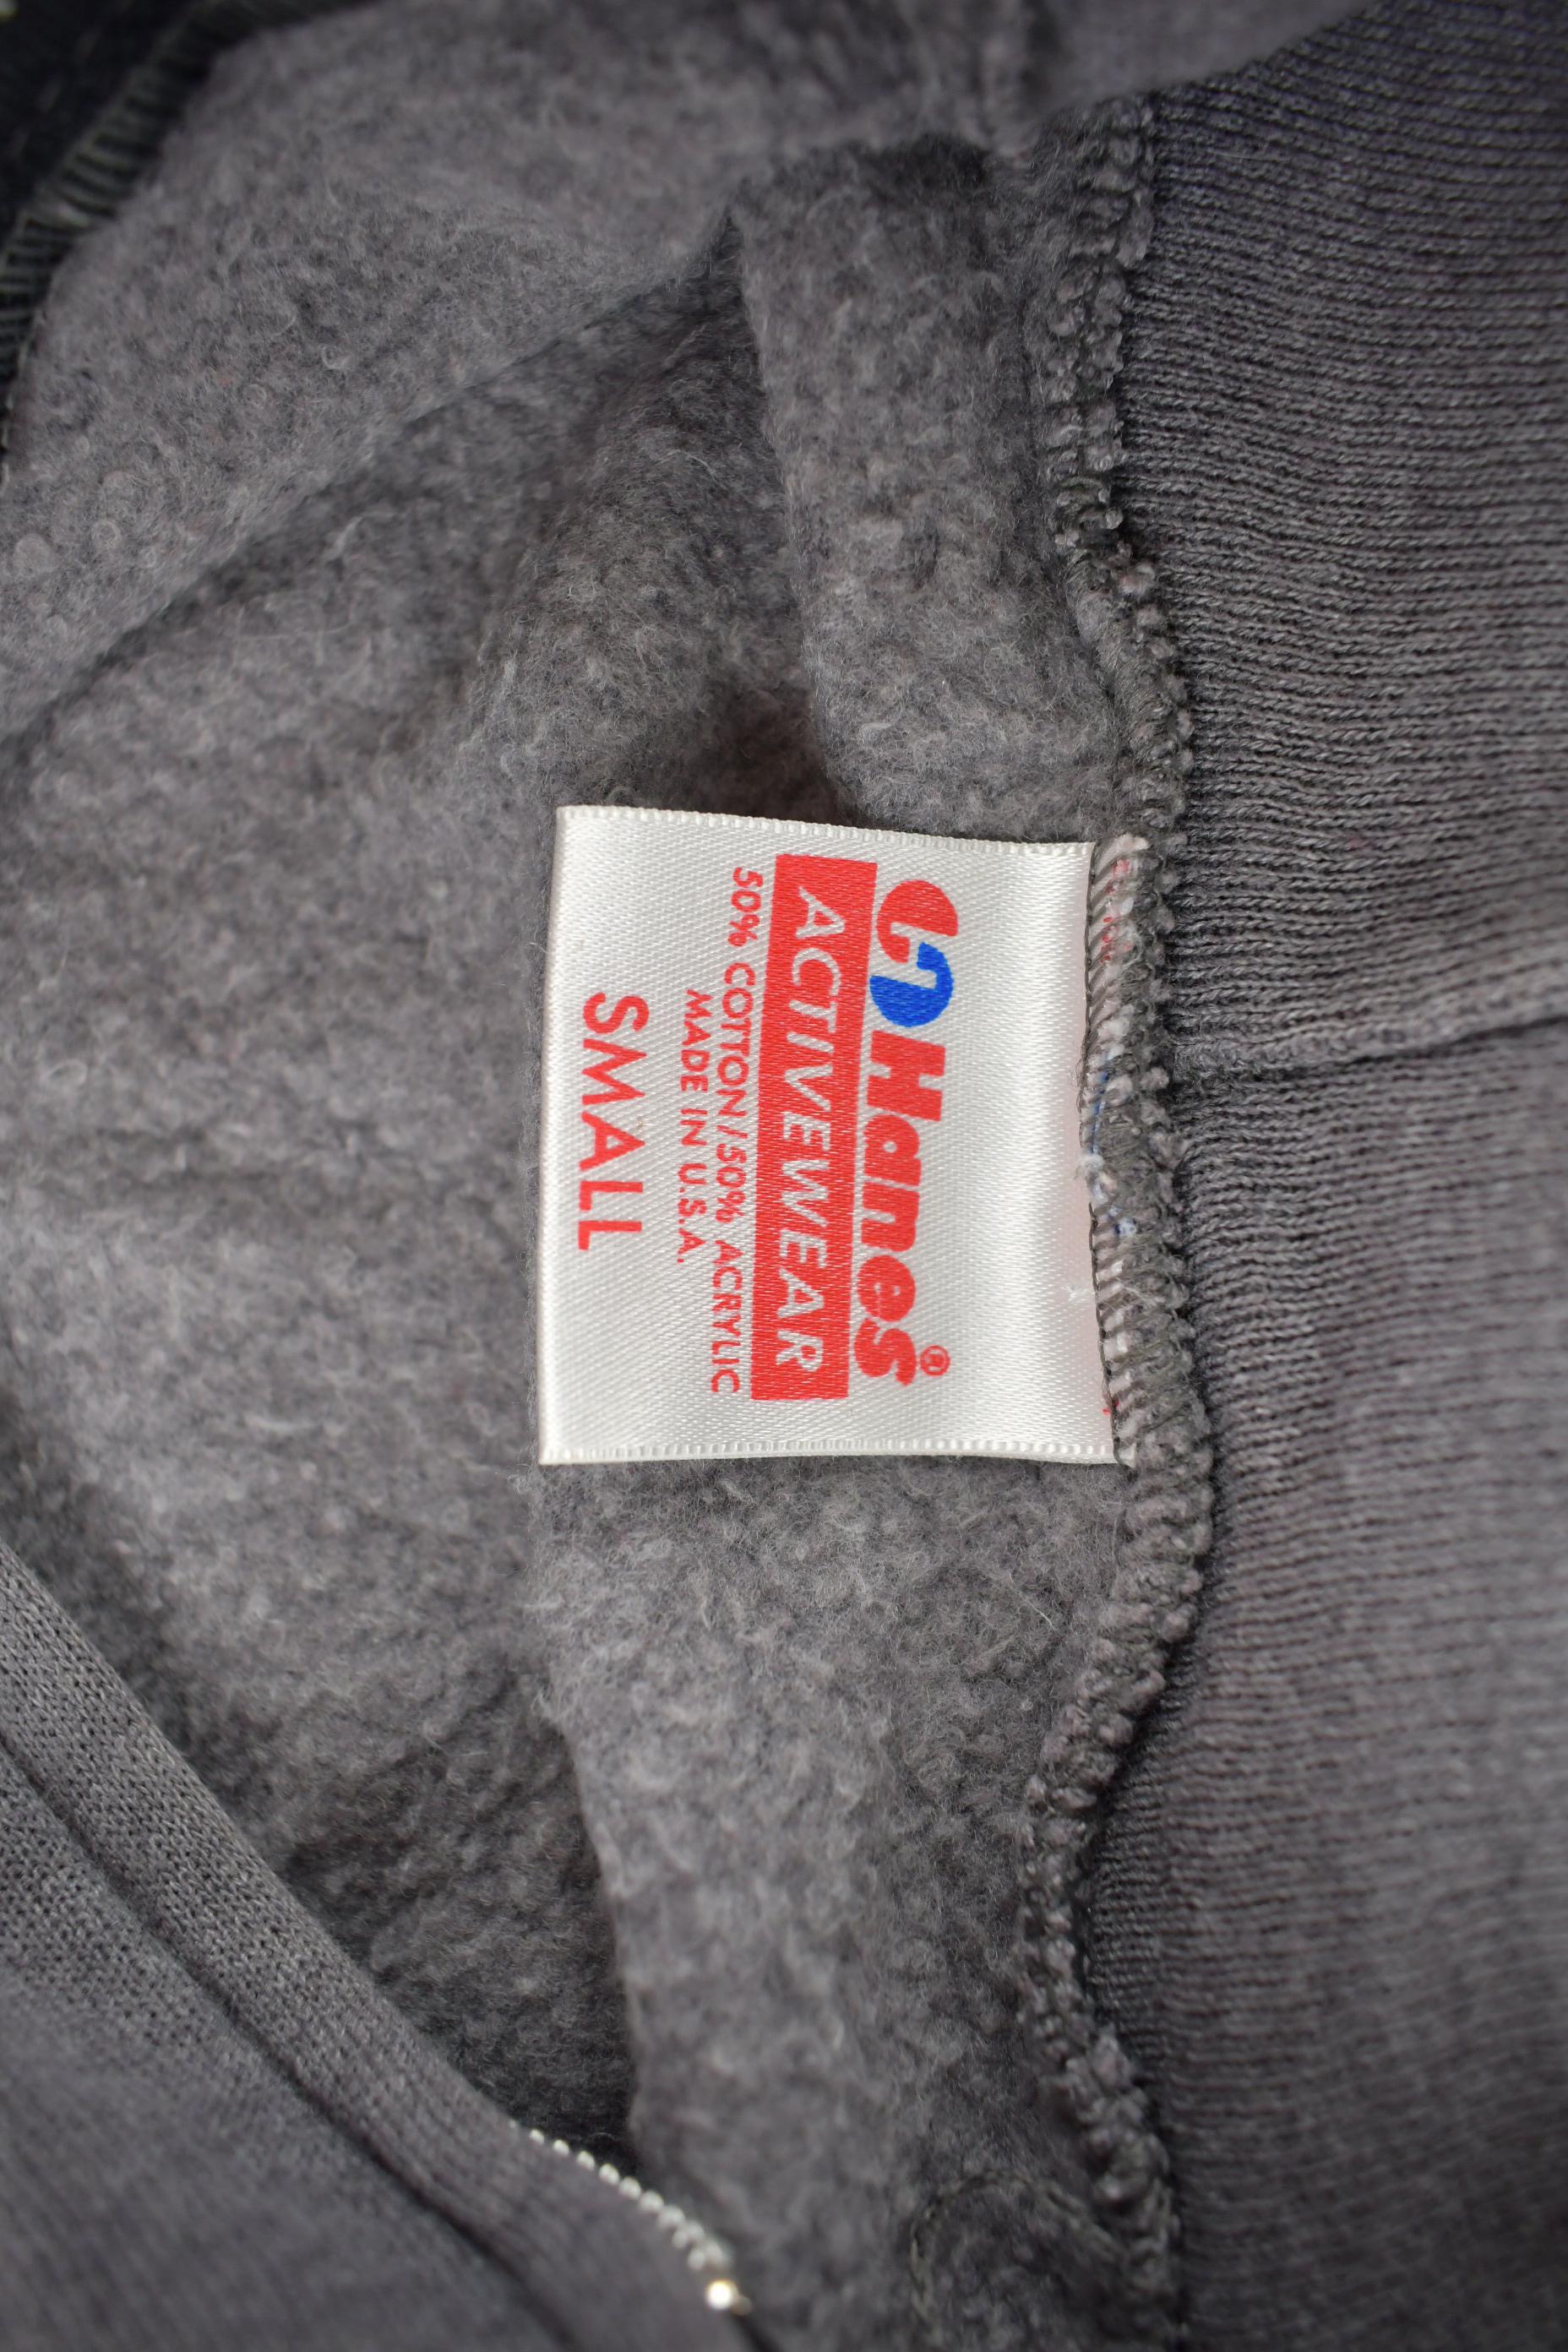 Hanes®
ACTIVEWEAR
50% COTTON/50% ACRYLIC
MADE IN U.S.A.
SMALL